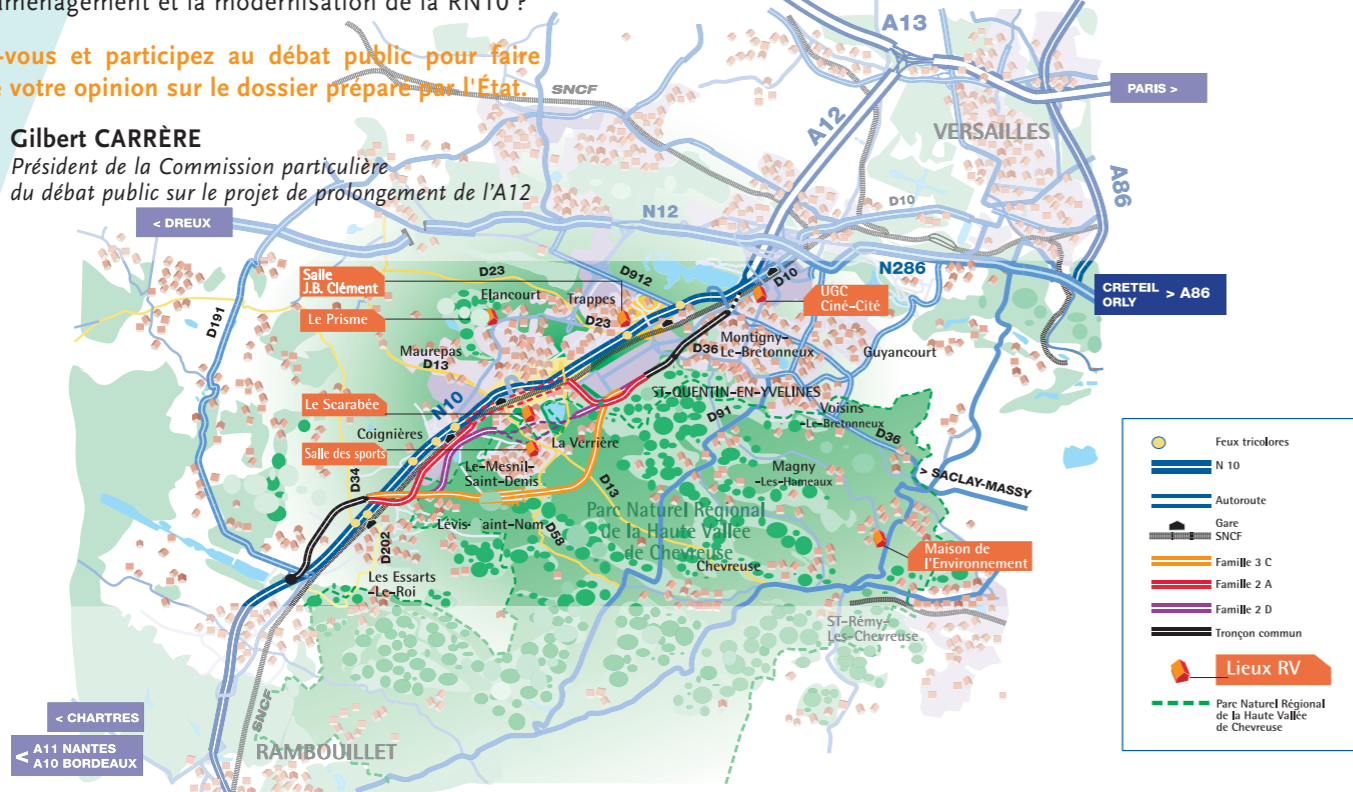 aménagement et la modernisation de la RN10 ?
-vous et participez au débat public pour faire
votre opinion sur le dossier préparé par l'État.
Gilbert CARRÈRE
Président de la Commission particulière
du débat public sur le projet de prolongement de l'A12
A13
SNCF
PARIS >
A12
VERSAILLES
A86
D10
N12
< DREUX
D23
D912
D10
N286
CRETEIL
ORLY
> A86
Salle
J.B. Clément
Elancourt
Trappes
UGC
Ciné-Cité
Le Prisme
D23
D191
Maurepas
D13
D36
Montigny-
Le-Bretonneux
Guyancourt
Le Scarabée
N10
ST-QUENTIN-EN-YVELINES
D91
Voisins
-Le-Bretonneux
D36
Coignières
La Verrière
Salle des sports
Le-Mesnil-
Saint-Denis
Magny
-Les-Hameaux
> SACLAY-MASSY
D34
D13
Parc Naturel Régional
de la Haute Vallée
de Chevreuse
Lévis- aint-Nom
D58
D202
Chevreuse
Maison de
l'Environnement
Les Essarts
-Le-Roi
ST-Rémy-
Les-Chevreuse
SNCF
< CHARTRES
RAMBOUILLET
< A11 NANTES
A10 BORDEAUX
Feux tricolores
N 10
Autoroute
Gare
SNCF
Famille 3 C
Famille 2 A
Famille 2 D
Tronçon commun
Lieux RV
Parc Naturel Régional
de la Haute Vallée
de Chevreuse